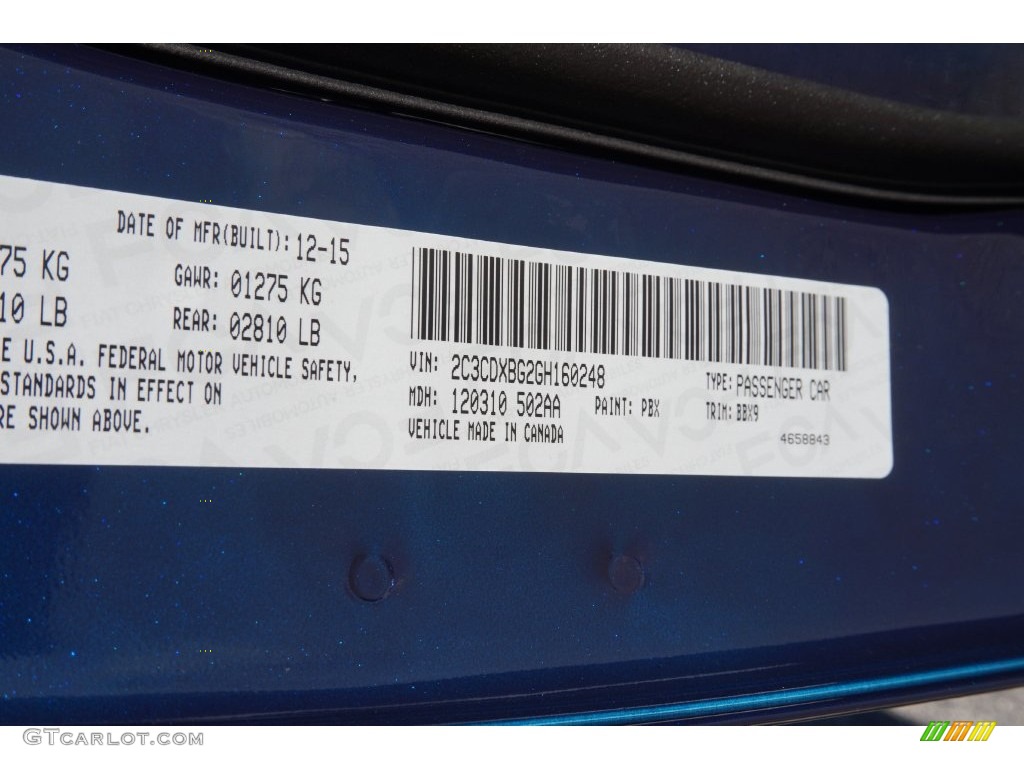 DATE OF MFR(BUILT): 12-15
75 KG GAWR: 01275 KG
10 LB REAR: 02810 LB
E U.S.A. FEDERAL MOTOR VEHICLE SAFETY,
STANDARDS IN EFFECT ON
RE SHOWN ABOVE.
VIN: 2C3CDXBG2GH160248 TYPE: PASSENGER CAR
MDH: 120310 502AA PAINT: PBX TRIM: BBX9
VEHICLE MADE IN CANADA 4658843
GTCARLOT.COM